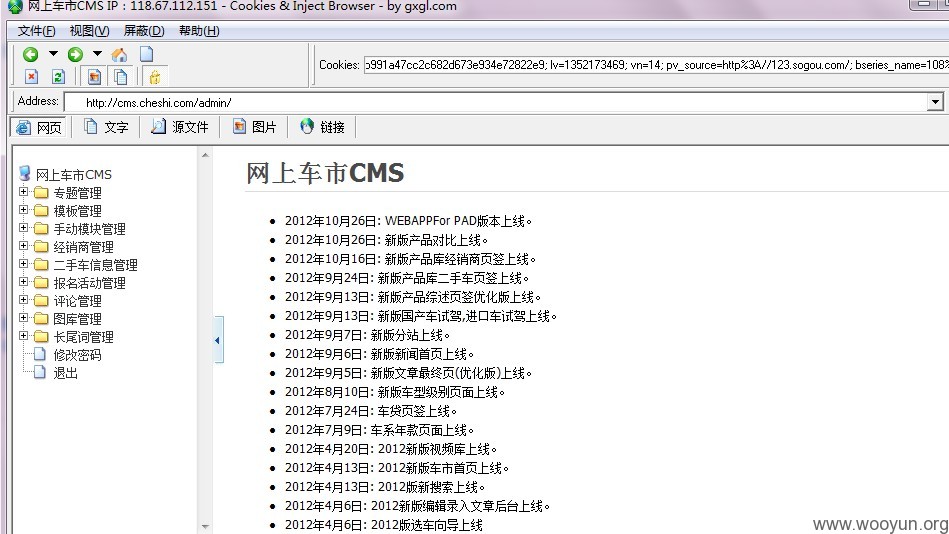 网上车市CMS IP : 118.67.112.151 - Cookies & Inject Browser - by gxgl.com
文件(F) 视图(V) 屏蔽(D) 帮助(H)
Cookies: b991a47cc2c682d673e934e72822e9; lv=1352173469; vn=14; pv_source=http%3A//123.sogou.com/; bseries_name=108%
Address: http://cms.cheshi.com/admin/
网页 文字 源文件 图片 链接
网上车市CMS
专题管理
模板管理
手动模块管理
经销商管理
二手车信息管理
报名活动管理
评论管理
图库管理
长尾词管理
修改密码
退出
网上车市CMS
2012年10月26日: WEBAPPFor PAD版本上线。
2012年10月26日: 新版产品对比上线。
2012年10月16日: 新版产品库经销商页签上线。
2012年9月24日: 新版产品库二手车页签上线。
2012年9月13日: 新版产品综述页签优化版上线。
2012年9月13日: 新版国产车试驾,进口车试驾上线。
2012年9月7日: 新版分站上线。
2012年9月6日: 新版新闻首页上线。
2012年9月5日: 新版文章最终页(优化版)上线。
2012年8月10日: 新版车型级别页面上线。
2012年7月24日: 车贷页签上线。
2012年7月9日: 车系年款页面上线。
2012年4月20日: 2012新版视频库上线。
2012年4月13日: 2012新版车市首页上线。
2012年4月13日: 2012版新搜索上线。
2012年4月6日: 2012新版编辑录入文章后台上线。
2012年4月6日: 2012版选车向导上线
www.wooyun.org